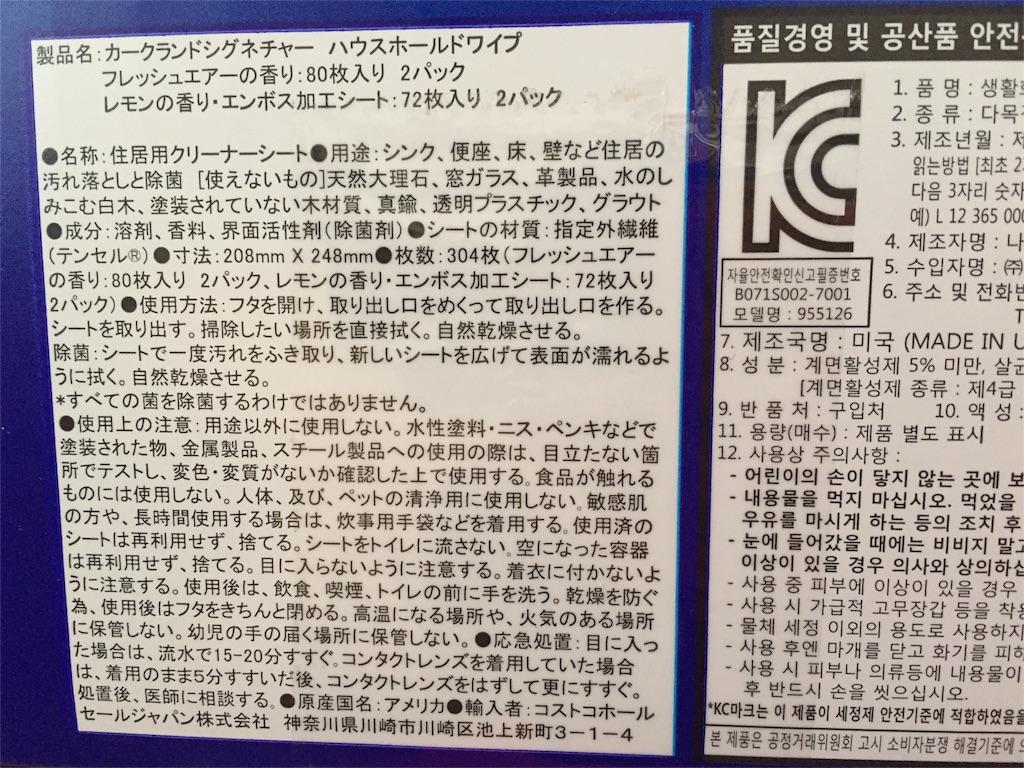 製品名:カークランドシグネチャー ハウスホールドワイプ
フレッシュエアーの香り:80枚入り 2パック
レモンの香り・エンボス加工シート:72枚入り 2パック
●名称:住居用クリーナーシート●用途:シンク、便座、床、壁など住居の
汚れ落としと除菌 [使えないもの]天然大理石、窓ガラス、革製品、水のし
みこむ白木、塗装されていない木材質、真鍮、透明プラスチック、グラウト
●成分:溶剤、香料、界面活性剤(除菌剤)●シートの材質:指定外繊維
(テンセル®)●寸法:208mm X 248mm●枚数:304枚(フレッシュエアー
の香り:80枚入り 2パック、レモンの香り・エンボス加工シート:72枚入り
2パック)●使用方法:フタを開け、取り出し口をめくって取り出し口を作る。
シートを取り出す。掃除したい場所を直接拭く。自然乾燥させる。
除菌:シートで一度汚れをふき取り、新しいシートを広げて表面が濡れるよ
うに拭く。自然乾燥させる。
*すべての菌を除菌するわけではありません。
●使用上の注意:用途以外に使用しない。水性塗料・ニス・ペンキなどで
塗装された物、金属製品、スチール製品への使用の際は、目立たない箇
所でテストし、変色・変質がないか確認した上で使用する。食品が触れる
ものには使用しない。人体、及び、ペットの清浄用に使用しない。敏感肌
の方や、長時間使用する場合は、炊事用手袋などを着用する。使用済の
シートは再利用せず、捨てる。シートをトイレに流さない。空になった容器
は再利用せず、捨てる。目に入らないように注意する。着衣に付かないよ
うに注意する。使用後は、飲食、喫煙、トイレの前に手を洗う。乾燥を防ぐ
為、使用後はフタをきちんと閉める。高温になる場所や、火気のある場所
に保管しない。幼児の手の届く場所に保管しない。●応急処置:目に入っ
た場合は、流水で15-20分すすぐ。コンタクトレンズを着用していた場合
は、着用のまま5分すすいだ後、コンタクトレンズをはずして更にすすぐ。
処置後、医師に相談する。●原産国名:アメリカ●輸入者:コストコホール
セールジャパン株式会社 神奈川県川崎市川崎区池上新町3-1-4
품질경영 및 공산품 안전
KC
자율안전확인신고필증번호
B071S002-7001
모델명 : 955126
1. 품 명 : 생활
2. 종 류 : 다목
3. 제조년월 :
읽는방법 [최초 2
다음 3자리 숫자
예) L 12 365 000
4. 제조자명 : 나
5. 수입자명 : ㈜
6. 주소 및 전화번
T
7. 제조국명 : 미국 (MADE IN U
8. 성 분 : 계면활성제 5% 미만, 살균
[계면활성제 종류 : 제4급
9. 반 품 처 : 구입처 10. 액 성 :
11. 용량(매수) : 제품 별도 표시
12. 사용상 주의사항 :
- 어린이의 손이 닿지 않는 곳에 보
- 내용물을 먹지 마십시오. 먹었을
우유를 마시게 하는 등의 조치 후
- 눈에 들어갔을 때에는 비비지 말고
이상이 있을 경우 의사와 상의하십
- 사용 중 피부에 이상이 있을 경우
- 사용 시 가급적 고무장갑 등을 착용
- 물체 세정 이외의 용도로 사용하지
- 사용 후엔 마개를 닫고 화기를 피하
- 사용 시 피부나 의류등에 내용물이
후 반드시 손을 씻으십시오.
*KC마크는 이 제품이 세정제 안전기준에 적합하였음을
본 제품은 공정거래위원회 고시 소비자분쟁 해결기준에